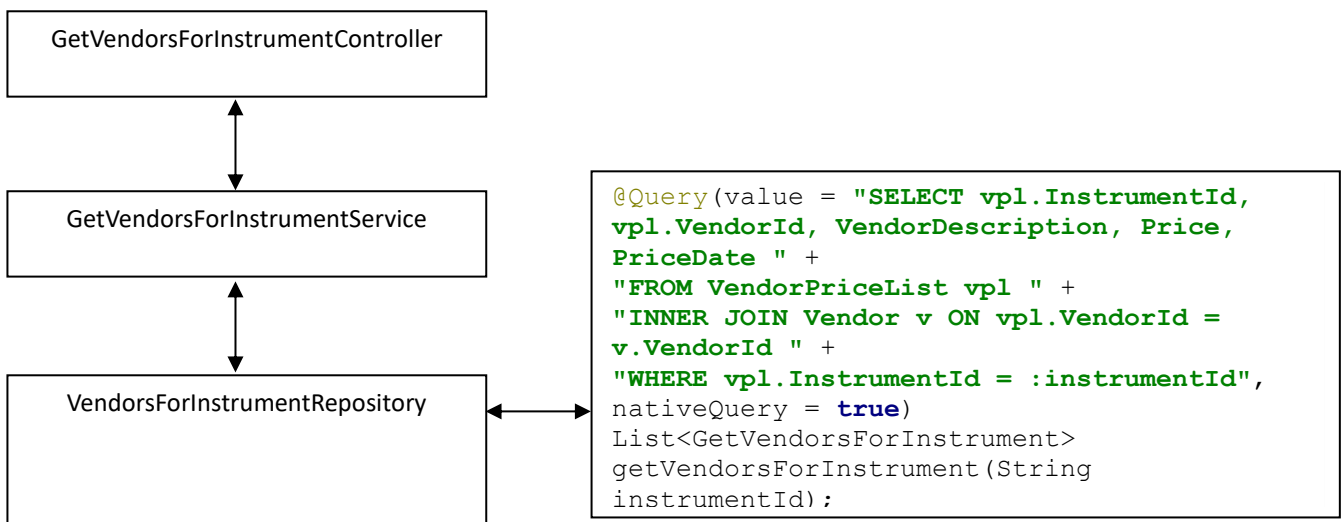 GetVendorsForInstrumentController
GetVendorsForInstrumentService
VendorsForInstrumentRepository
@Query(value = "SELECT vpl.InstrumentId,
vpl.VendorId, VendorDescription, Price,
PriceDate " +
"FROM VendorPriceList vpl " +
"INNER JOIN Vendor v ON vpl.VendorId =
v.VendorId " +
"WHERE vpl.InstrumentId = :instrumentId",
nativeQuery = true)
List<GetVendorsForInstrument>
getVendorsForInstrument(String
instrumentId);